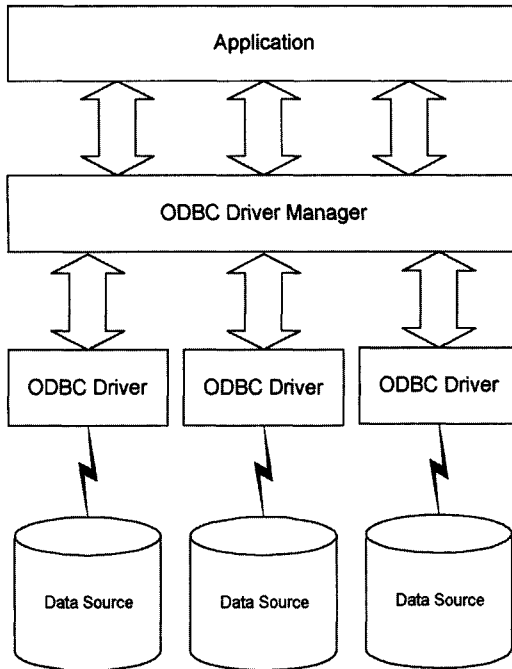 Application
ODBC Driver Manager
ODBC Driver
ODBC Driver
ODBC Driver
Data Source
Data Source
Data Source